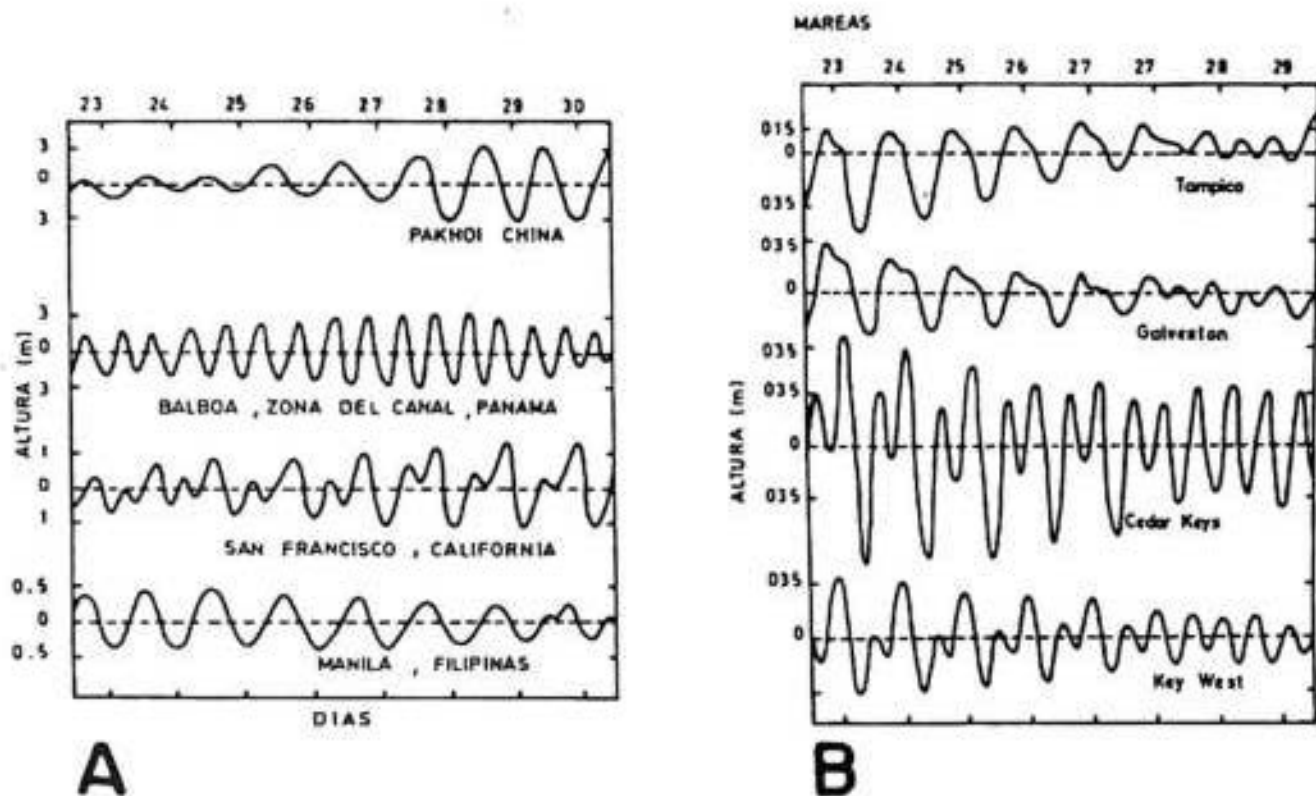 23 24 25 26 27 28 29 30
3
0
3
PAKHOI CHINA
3
0
3
BALBOA , ZONA DEL CANAL , PANAMA
1
0
1
SAN FRANCISCO , CALIFORNIA
0.5
0
0.5
MANILA , FILIPINAS
ALTURA (m)
DIAS
A
MAREAS
23 24 25 26 27 27 28 29
015
0
035
Tampico
035
0
Galveston
035
035
0
035
Cedar Keys
035
0
Key West
ALTURA (m)
B